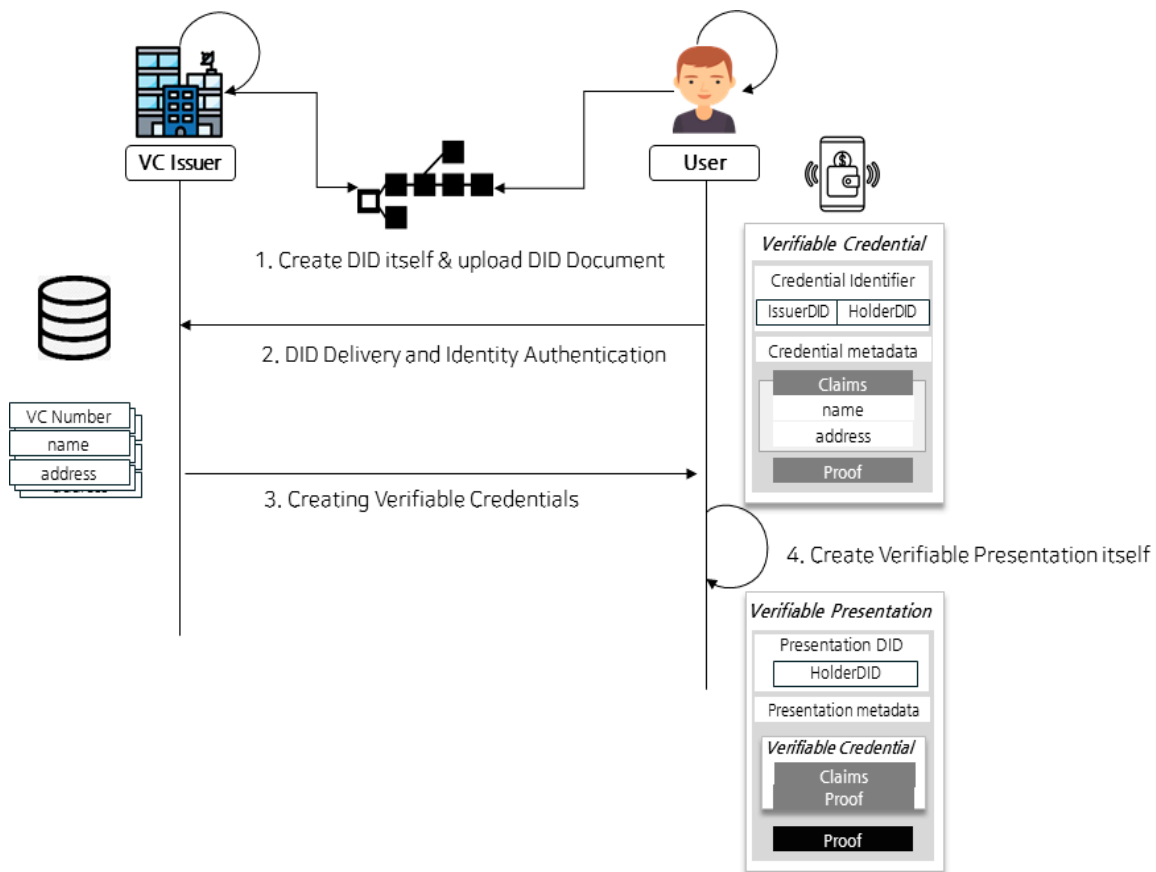 VC Issuer
User
$
1. Create DID itself & upload DID Document
Verifiable Credential
Credential Identifier
IssuerDID
HolderDID
2. DID Delivery and Identity Authentication
Credential metadata
Claims
name
address
Proof
VC Number
name
address
address
3. Creating Verifiable Credentials
4. Create Verifiable Presentation itself
Verifiable Presentation
Presentation DID
HolderDID
Presentation metadata
Verifiable Credential
Claims
Proof
Proof